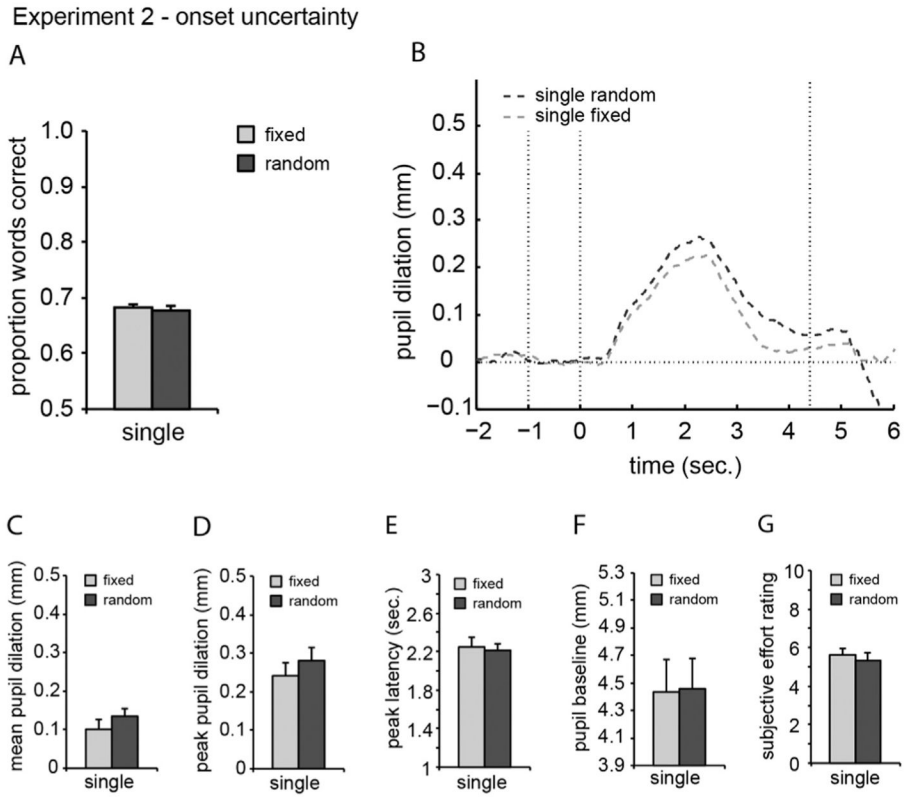 Experiment 2 - onset uncertainty
A
proportion words correct
1.0
0.9
0.8
0.7
0.6
0.5
single
fixed
random
B
pupil dilation (mm)
0.5
0.4
0.3
0.2
0.1
0
−0.1
single random
single fixed
−2 −1 0 1 2 3 4 5 6
time (sec.)
C
mean pupil dilation (mm)
0.5
0.4
0.3
0.2
0.1
0
fixed
random
single
D
peak pupil dilation (mm)
0.5
0.4
0.3
0.2
0.1
0
fixed
random
single
E
peak latency (sec.)
3
2.6
2.2
1.8
1.4
1
fixed
random
single
F
pupil baseline (mm)
5.3
5.1
4.9
4.7
4.5
4.3
4.1
3.9
fixed
random
single
G
subjective effort rating
10
8
6
4
2
0
fixed
random
single